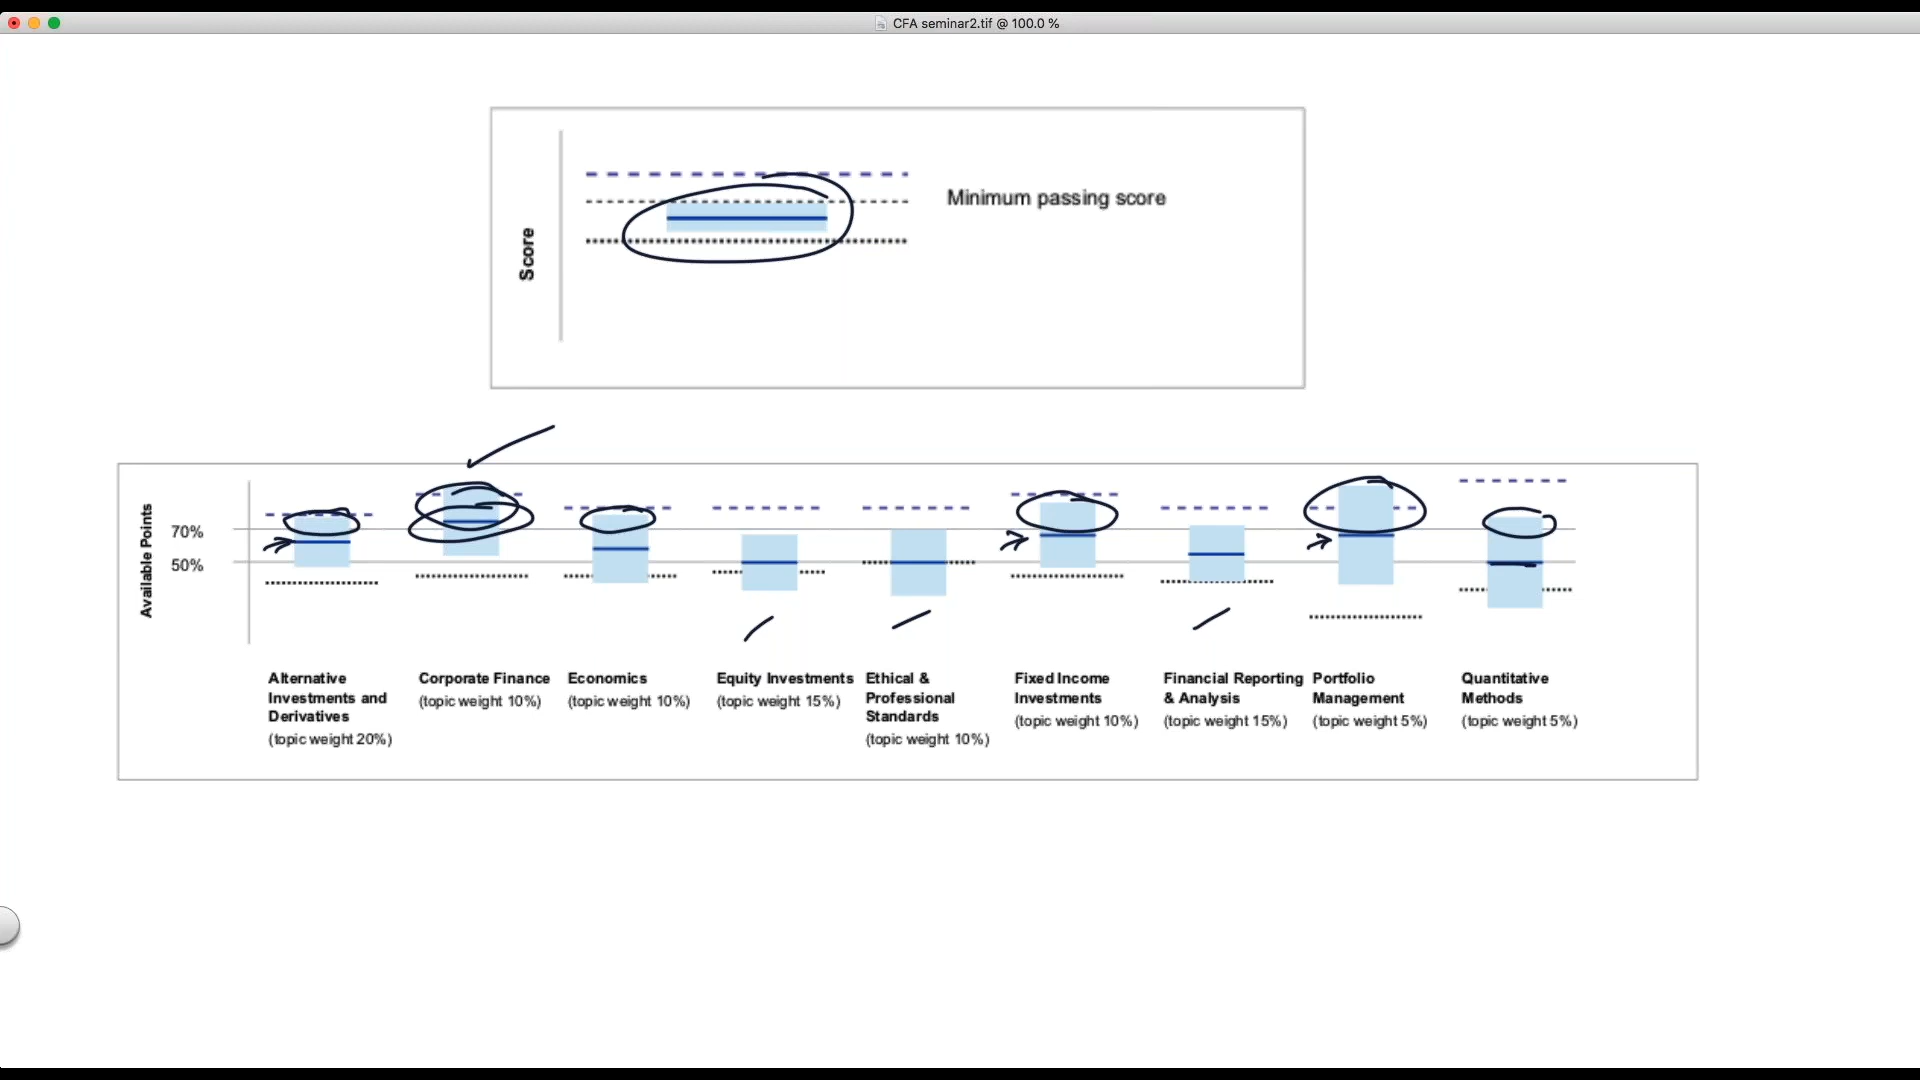 CFA seminar2.tif @ 100.0 %
Score
Minimum passing score
Available Points
70%
50%
Alternative
Investments and
Derivatives
(topic weight 20%)
Corporate Finance
(topic weight 10%)
Economics
(topic weight 10%)
Equity Investments
(topic weight 15%)
Ethical &
Professional
Standards
(topic weight 10%)
Fixed Income
Investments
(topic weight 10%)
Financial Reporting
& Analysis
(topic weight 15%)
Portfolio
Management
(topic weight 5%)
Quantitative
Methods
(topic weight 5%)